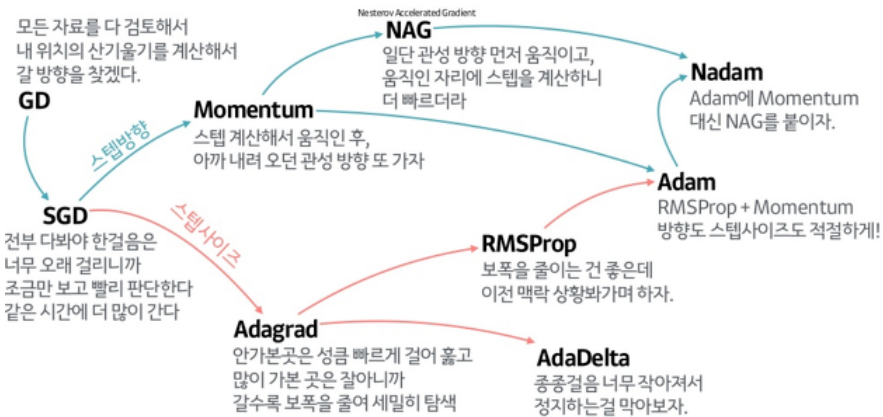 모든 자료를 다 검토해서
내 위치의 산기울기를 계산해서
갈 방향을 찾겠다.
GD
Nesterov Accelerated Gradient
NAG
일단 관성 방향 먼저 움직이고,
움직인 자리에 스텝을 계산하니
더 빠르더라
Nadam
Adam에 Momentum
대신 NAG를 붙이자.
Momentum
스텝 계산해서 움직인 후,
아까 내려 오던 관성 방향 또 가자
스텝방향
Adam
RMSProp + Momentum
방향도 스텝사이즈도 적절하게!
SGD
전부 다봐야 한걸음은
너무 오래 걸리니까
조금만 보고 빨리 판단한다
같은 시간에 더 많이 간다
스텝사이즈
RMSProp
보폭을 줄이는 건 좋은데
이전 맥락 상황봐가며 하자.
Adagrad
안가본곳은 성큼 빠르게 걸어 훓고
많이 가본 곳은 잘아니까
갈수록 보폭을 줄여 세밀히 탐색
AdaDelta
종종걸음 너무 작아져서
정지하는걸 막아보자.